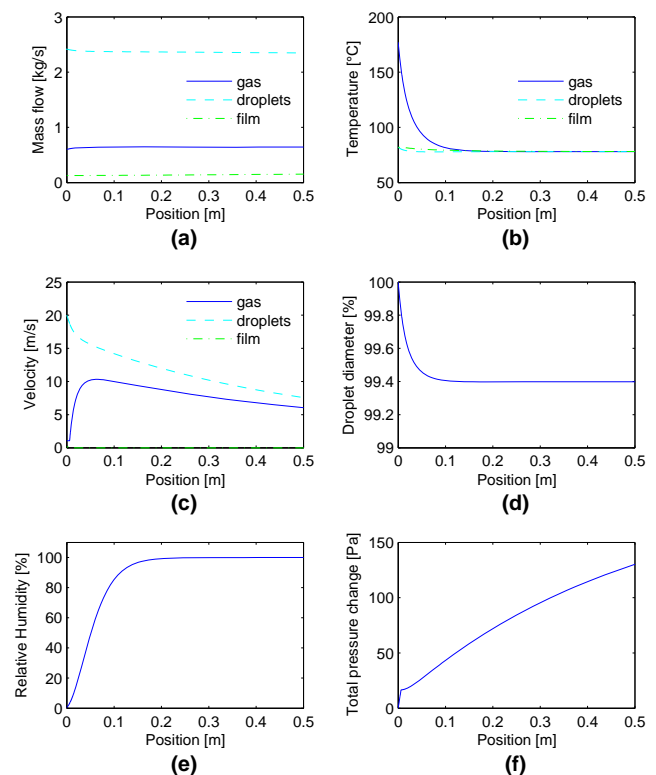 3
2
1
0
Mass flow [kg/s]
gas
droplets
film
0 0.1 0.2 0.3 0.4 0.5
Position [m]
(a)
200
150
100
50
Temperature [°C]
gas
droplets
film
0 0.1 0.2 0.3 0.4 0.5
Position [m]
(b)
25
20
15
10
5
0
Velocity [m/s]
gas
droplets
film
0 0.1 0.2 0.3 0.4 0.5
Position [m]
(c)
100
99.8
99.6
99.4
99.2
99
Droplet diameter [%]
0 0.1 0.2 0.3 0.4 0.5
Position [m]
(d)
100
80
60
40
20
0
Relative Humidity [%]
0 0.1 0.2 0.3 0.4 0.5
Position [m]
(e)
150
100
50
0
Total pressure change [Pa]
0 0.1 0.2 0.3 0.4 0.5
Position [m]
(f)